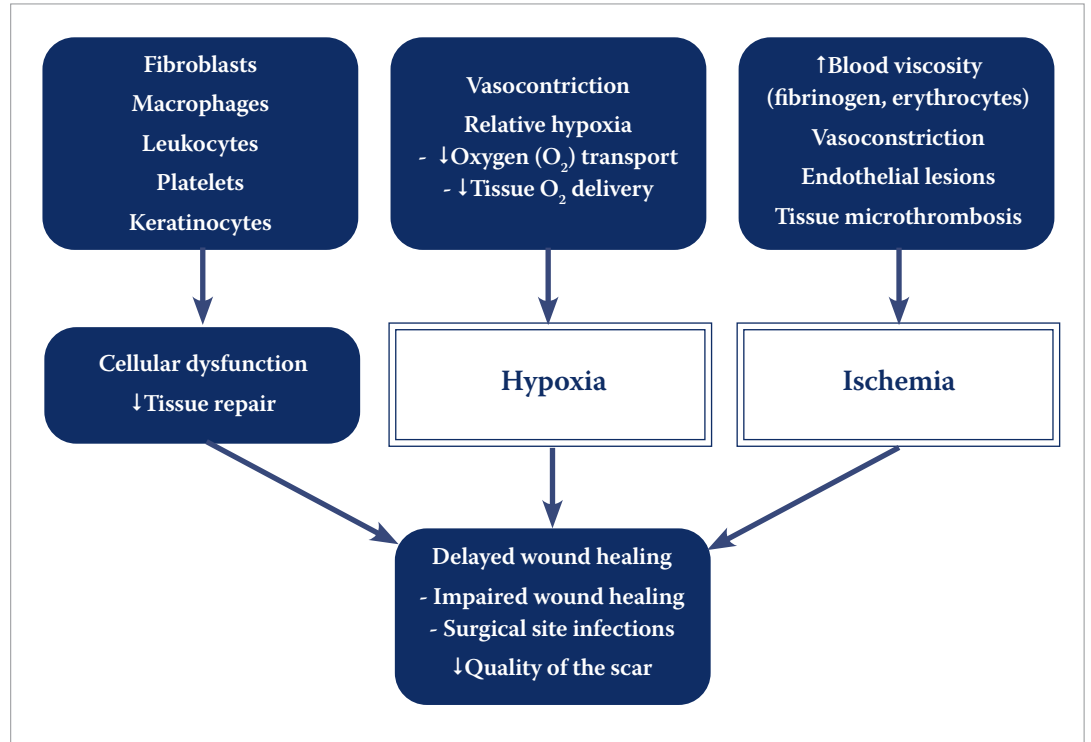 Fibroblasts
Macrophages
Leukocytes
Platelets
Keratinocytes
Vasocontriction
Relative hypoxia
- ↓Oxygen (O₂) transport
- ↓Tissue O₂ delivery
↑Blood viscosity
(fibrinogen, erythrocytes)
Vasoconstriction
Endothelial lesions
Tissue microthrombosis
Cellular dysfunction
↓Tissue repair
Hypoxia
Ischemia
Delayed wound healing
- Impaired wound healing
- Surgical site infections
↓Quality of the scar